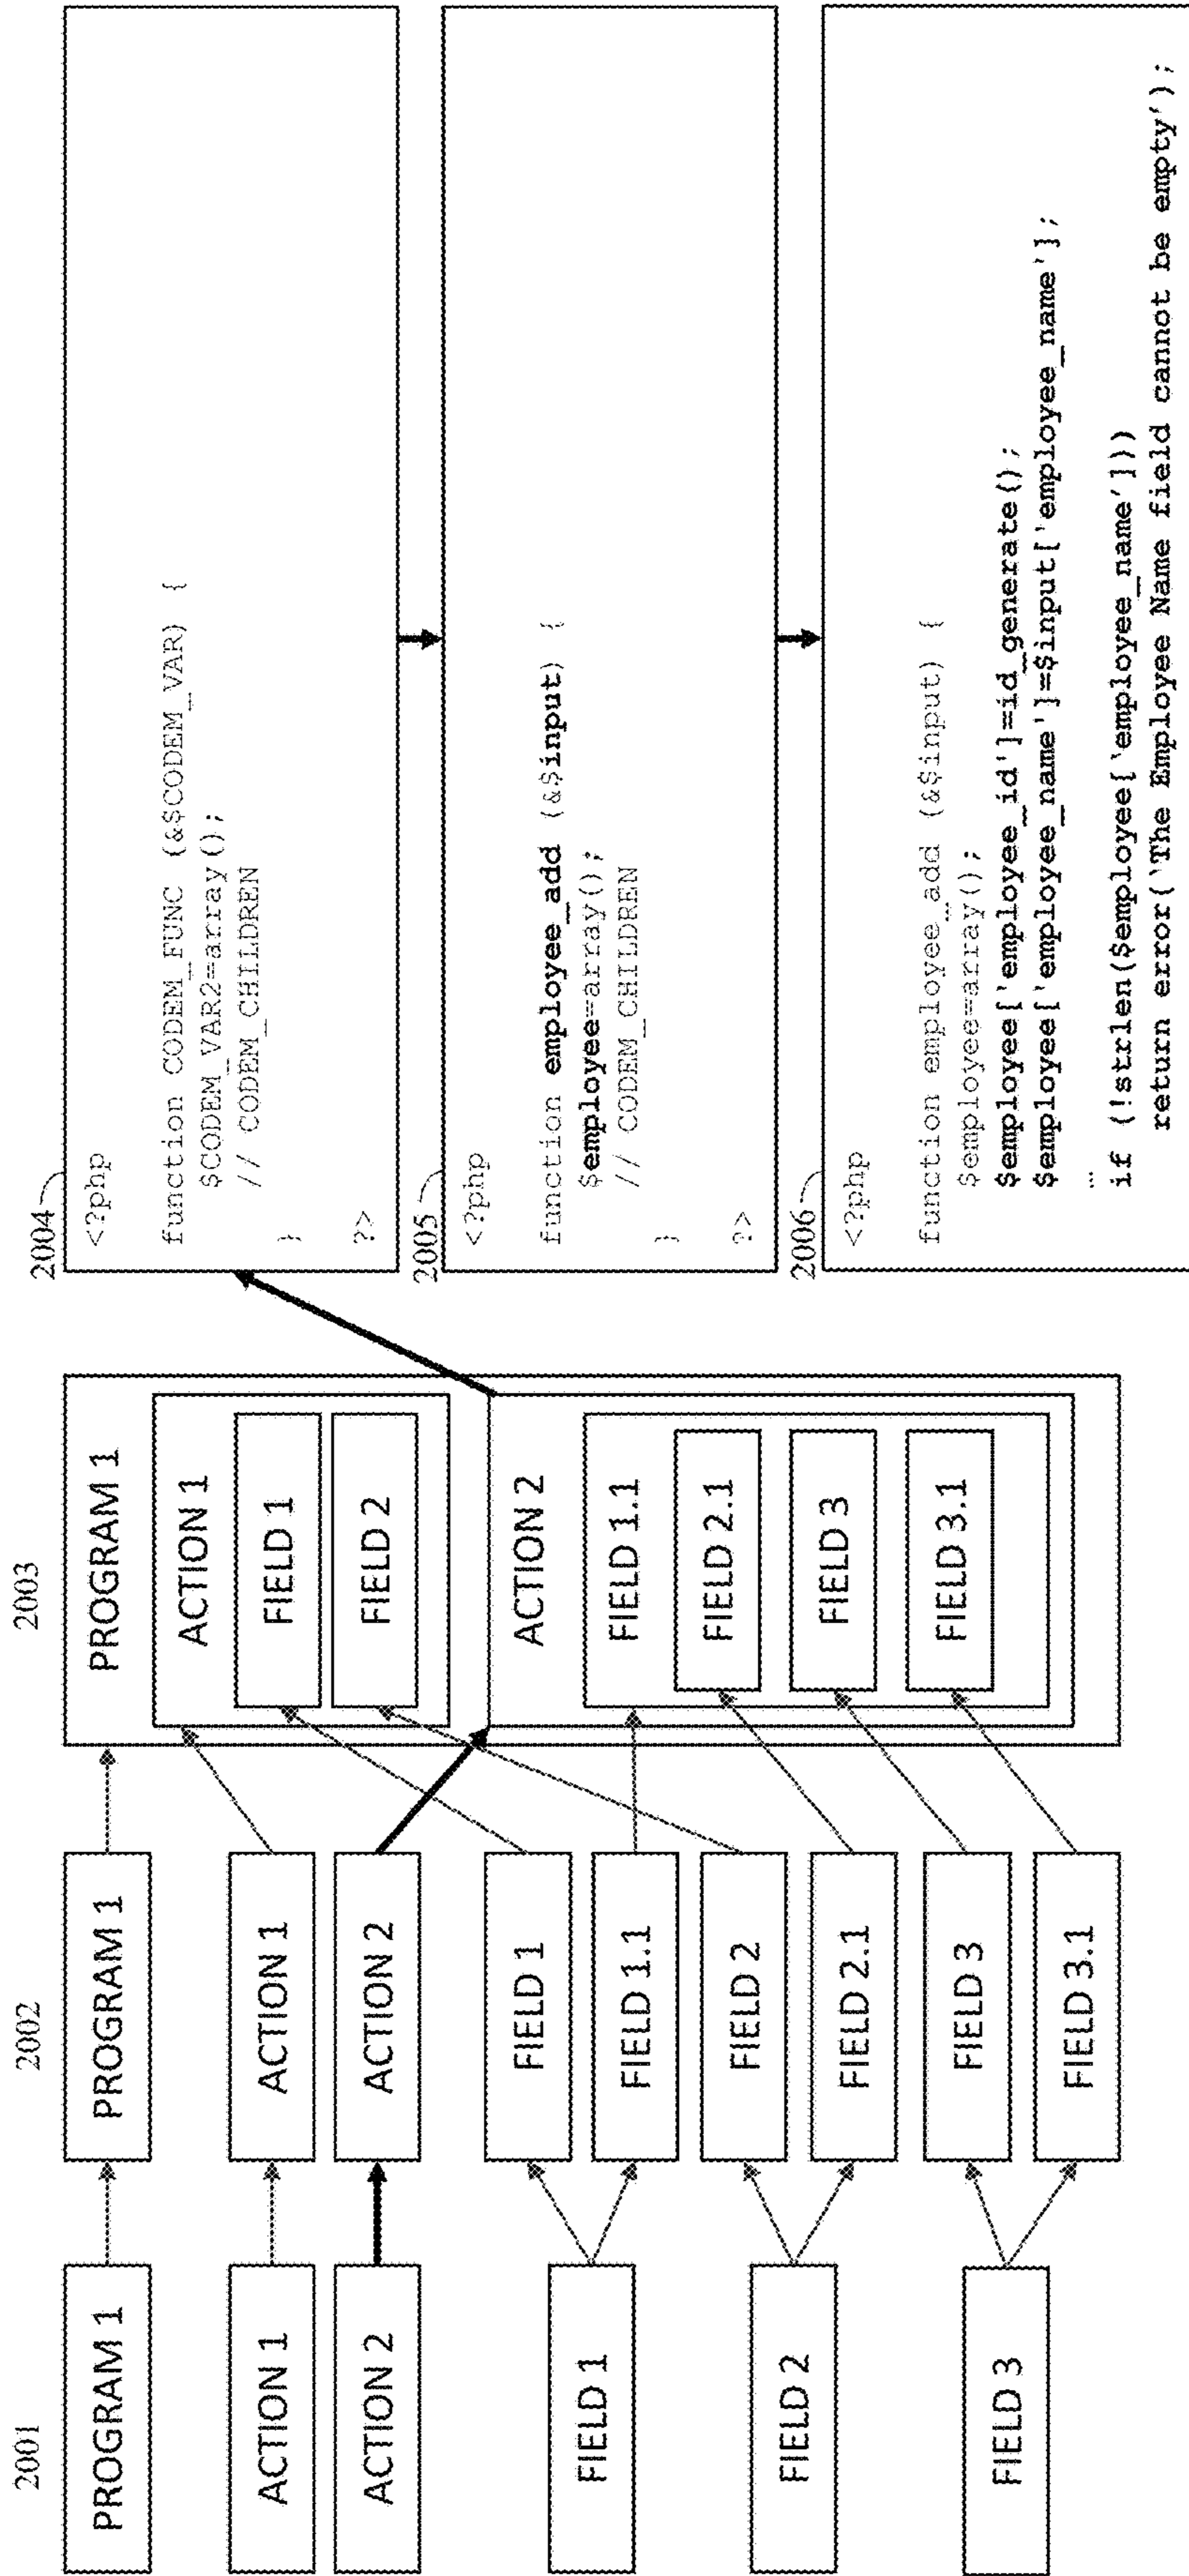 2001
PROGRAM 1
ACTION 1
ACTION 2
FIELD 1
FIELD 2
FIELD 3
2002
PROGRAM 1
ACTION 1
ACTION 2
FIELD 1
FIELD 1.1
FIELD 2
FIELD 2.1
FIELD 3
FIELD 3.1
2003
PROGRAM 1
ACTION 1
FIELD 1
FIELD 2
ACTION 2
FIELD 1.1
FIELD 2.1
FIELD 3
FIELD 3.1
2004
<?php
function CODEM_FUNC (&$CODEM_VAR) {
$CODEM_VAR2=array();
// CODEM_CHILDREN
}
?>
2005
<?php
function employee_add (&$input) {
$employee=array();
// CODEM_CHILDREN
}
?>
2006
<?php
function employee_add (&$input) {
$employee=array();
$employee['employee_id']=id_generate();
$employee['employee_name']=$input['employee_name'];
…
if (!strlen($employee['employee_name']))
return error('The Employee Name field cannot be empty');